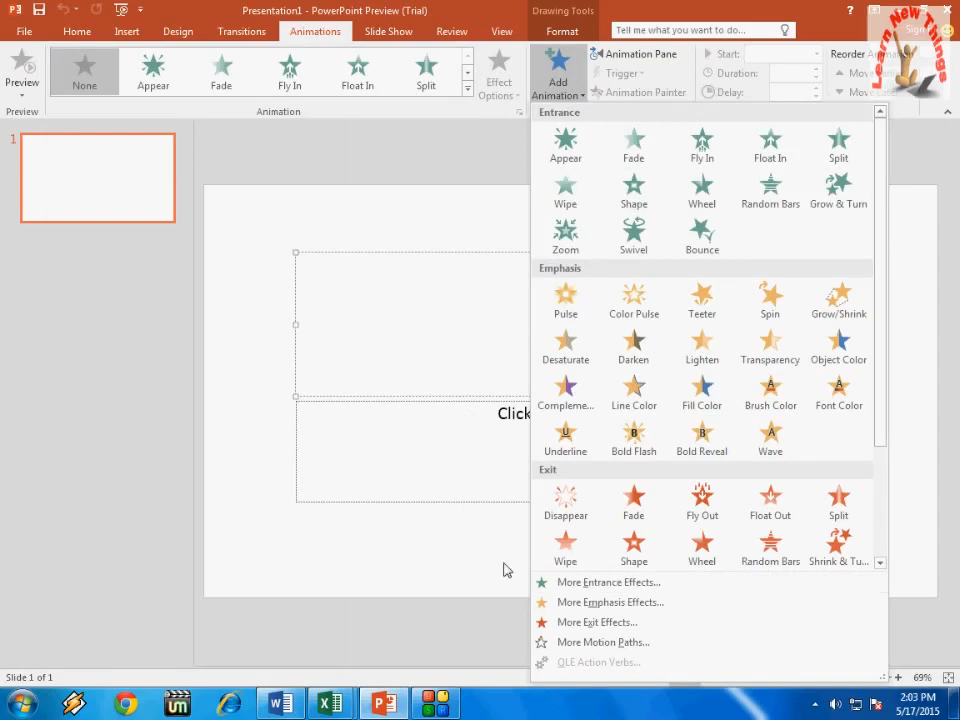 Presentation1 - PowerPoint Preview (Trial)
Drawing Tools
File Home Insert Design Transitions Animations Slide Show Review View Format Tell me what you want to do...
Preview
None Appear Fade Fly In Float In Split
Effect Options
Add Animation
Animation Pane
Trigger
Animation Painter
Start:
Duration:
Delay:
Reorder
Preview Animation
Learn New Things
Entrance
Appear Fade Fly In Float In Split
Wipe Shape Wheel Random Bars Grow & Turn
Zoom Swivel Bounce
Emphasis
Pulse Color Pulse Teeter Spin Grow/Shrink
Desaturate Darken Lighten Transparency Object Color
Compleme... Line Color Fill Color Brush Color Font Color
Underline Bold Flash Bold Reveal Wave
Exit
Disappear Fade Fly Out Float Out Split
Wipe Shape Wheel Random Bars Shrink & Tu...
More Entrance Effects...
More Emphasis Effects...
More Exit Effects...
More Motion Paths...
OLE Action Verbs...
1
Click
Slide 1 of 1
69%
2:03 PM
5/17/2015